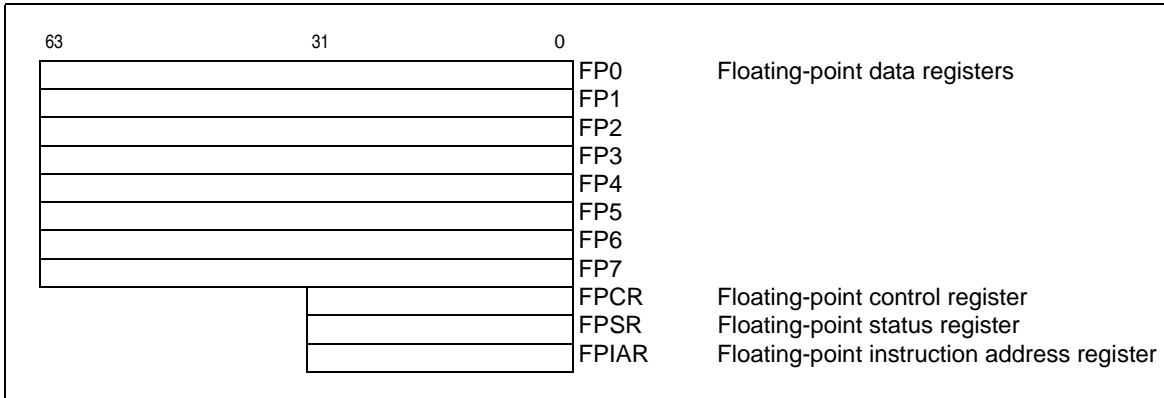 63 31 0
FP0 Floating-point data registers
FP1
FP2
FP3
FP4
FP5
FP6
FP7
FPCR Floating-point control register
FPSR Floating-point status register
FPIAR Floating-point instruction address register